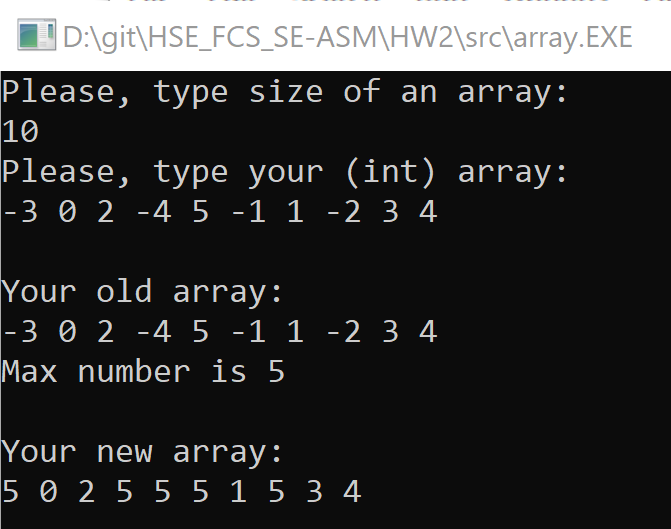 D:\git\HSE_FCS_SE-ASM\HW2\src\array.EXE
Please, type size of an array:
10
Please, type your (int) array:
-3 0 2 -4 5 -1 1 -2 3 4
Your old array:
-3 0 2 -4 5 -1 1 -2 3 4
Max number is 5
Your new array:
5 0 2 5 5 5 1 5 3 4